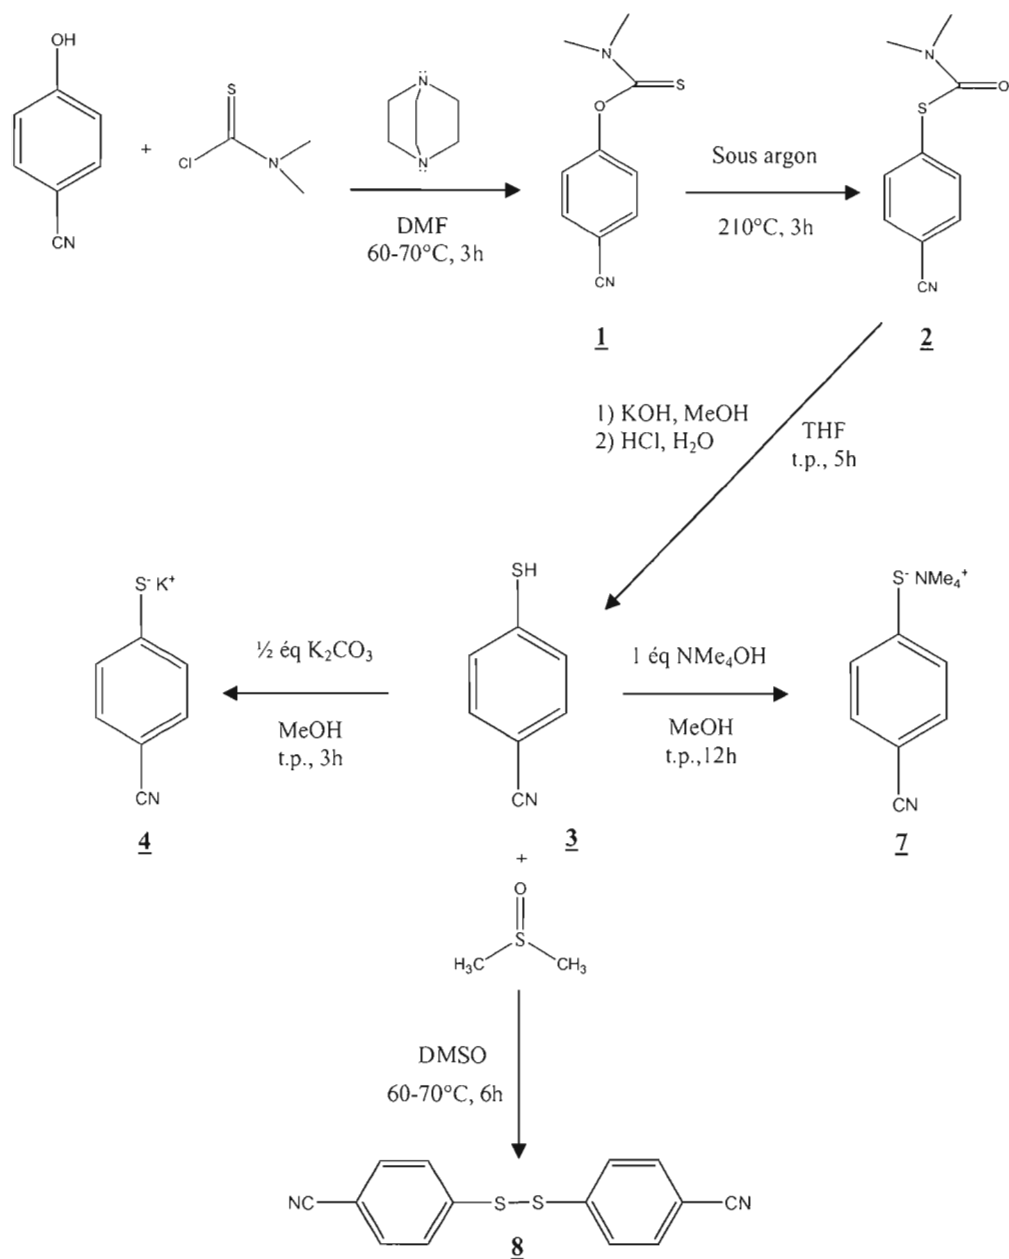 OH
CN
+
S
Cl
N
N
N
DMF
60-70°C, 3h
N
O
S
CN
1
Sous argon
210°C, 3h
N
S
O
CN
2
1) KOH, MeOH
2) HCl, H₂O
THF
t.p., 5h
S⁻ K⁺
CN
4
½ éq K₂CO₃
MeOH
t.p., 3h
SH
CN
3
1 éq NMe₄OH
MeOH
t.p.,12h
S⁻ NMe₄⁺
CN
7
+
O
S
H₃C
CH₃
DMSO
60-70°C, 6h
NC
S
S
CN
8